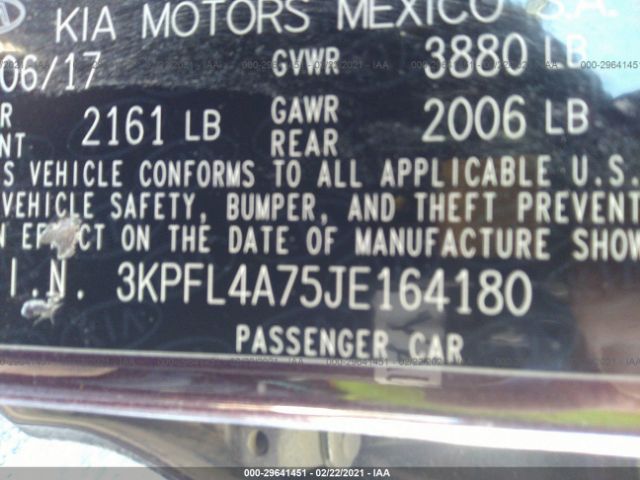 KIA MOTORS MEXICO S.A.
06/17 GVWR 3880 LB
2161 LB GAWR REAR 2006 LB
VEHICLE CONFORMS TO ALL APPLICABLE U.S.
VEHICLE SAFETY, BUMPER, AND THEFT PREVENT
ON THE DATE OF MANUFACTURE SHOW
I.N. 3KPFL4A75JE164180
PASSENGER CAR
000-29641451 - 02/22/2021 - IAA